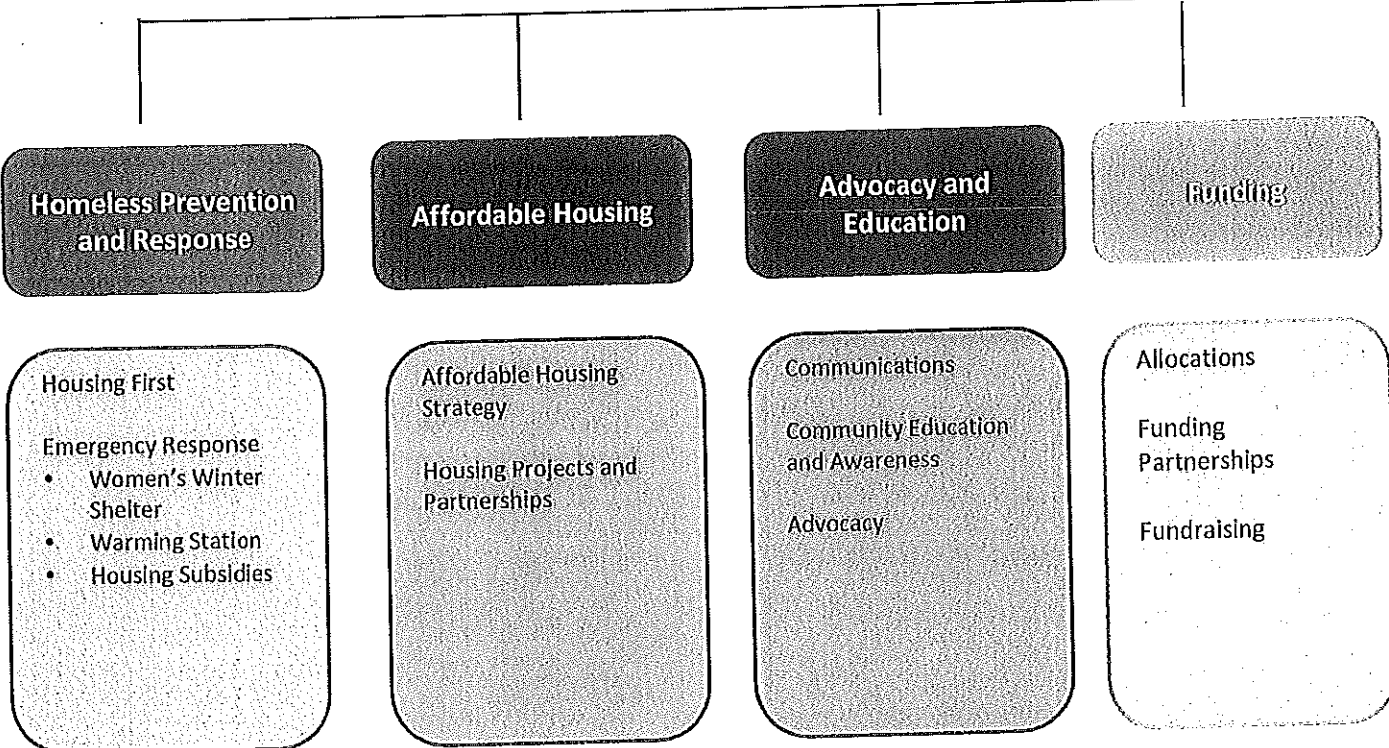 Homeless Prevention
and Response
Affordable Housing
Advocacy and
Education
Funding
Housing First
Emergency Response
• Women's Winter
Shelter
• Warming Station
• Housing Subsidies
Affordable Housing
Strategy
Housing Projects and
Partnerships
Communications
Community Education
and Awareness
Advocacy
Allocations
Funding
Partnerships
Fundraising